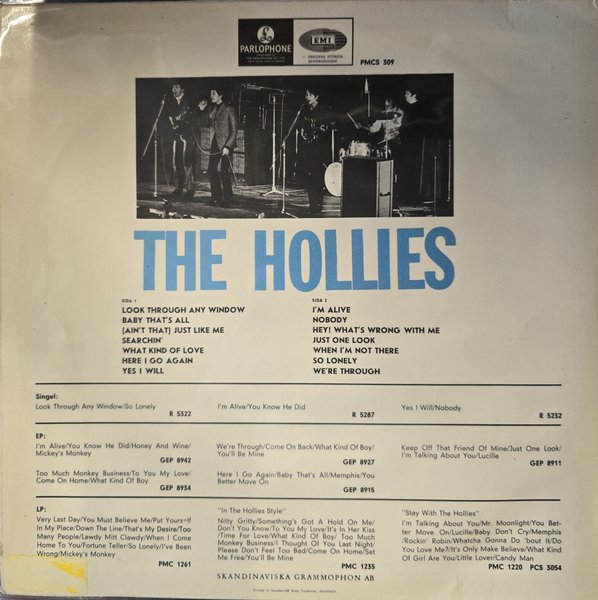 PARLOPHONE
EMI
VÄRLDENS STÖRSTA
SKIVPRODUCENT
PMCS 309
THE HOLLIES
SIDA 1
LOOK THROUGH ANY WINDOW
BABY THAT'S ALL
(AIN'T THAT) JUST LIKE ME
SEARCHIN'
WHAT KIND OF LOVE
HERE I GO AGAIN
YES I WILL
SIDA 2
I'M ALIVE
NOBODY
HEY! WHAT'S WRONG WITH ME
JUST ONE LOOK
WHEN I'M NOT THERE
SO LONELY
WE'RE THROUGH
Singel:
Look Through Any Window/So Lonely
R 5322
I'm Alive/You Know He Did
R 5287
Yes I Will/Nobody
R 5232
EP:
I'm Alive/You Know He Did/Honey And Wine/
Mickey's Monkey
GEP 8942
We're Through/Come On Back/What Kind Of Boy/
You'll Be Mine
GEP 8927
Keep Off That Friend Of Mine/Just One Look/
I'm Talking About You/Lucille
GEP 8911
Too Much Monkey Business/To You My Love/
Come On Home/What Kind Of Boy
GEP 8934
Here I Go Again/Baby That's All/Memphis/You
Better Move On
GEP 8915
LP:
Very Last Day/You Must Believe Me/Put Yours=lf
In My Place/Down The Line/That's My Desire/Too
Many People/Lawdy Mitt Clawdy/When I Come
Home To You/Fortune Teller/So Lonely/I've Been
Wrong/Mickey's Monkey
PMC 1261
"In The Hollies Style"
Nitty Gritty/Something's Got A Hold On Me/
Don't You Know/To You My Love/It's In Her Kiss
/Time For Love/What Kind Of Boy/ Too Much
Monkey Business/I Thought Of You Last Night/
Please Don't Feel Too Bad/Come On Home/Set
Me Free/You'll Be Mine
PMC 1235
"Stay With The Hollies"
I'm Talking About You/Mr. Moonlight/You Bet-
ter Move On/Lucille/Baby Don't Cry/Memphis
/Rockin' Robin/Whatcha Gonna Do 'bout It/Do
You Love Me?/It's Only Make Believe/What Kind
Of Girl Are You/Little Lover/Candy Man
PMC 1220 PCS 3054
SKANDINAVISKA GRAMMOPHON AB